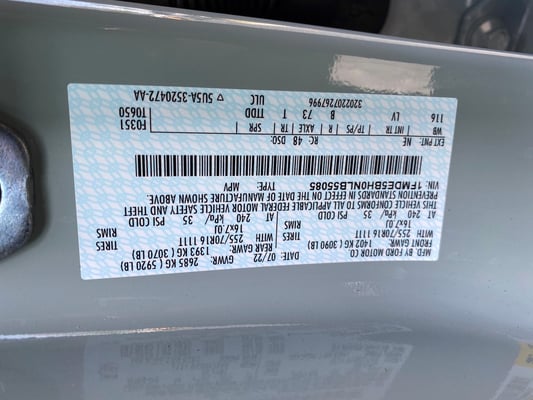 MFD. BY FORD MOTOR CO.
DATE: 07/22 GVWR: 2685 KG ( 5920 LB)
FRONT GAWR: 1402 KG ( 3090 LB) REAR GAWR: 1393 KG ( 3070 LB)
WITH 255/70R16 111T TIRES WITH 255/70R16 111T TIRES
16x7.0J RIMS 16x7.0J RIMS
AT 240 kPa/ 35 PSI COLD AT 240 kPa/ 35 PSI COLD
THIS VEHICLE CONFORMS TO ALL APPLICABLE FEDERAL MOTOR VEHICLE SAFETY AND THEFT
PREVENTION STANDARDS IN EFFECT ON THE DATE OF MANUFACTURE SHOWN ABOVE.
VIN: 1FMDE5BH0NLB55085 TYPE: MPV
EXT PNT: NE RC: 48 DSO: F0351
WB INT TR TP/PS R AXLE TR SPR T0650
116 LV B 73 T TTDD
3202207267996 ULC ▽ 5U5A-3520472-AA